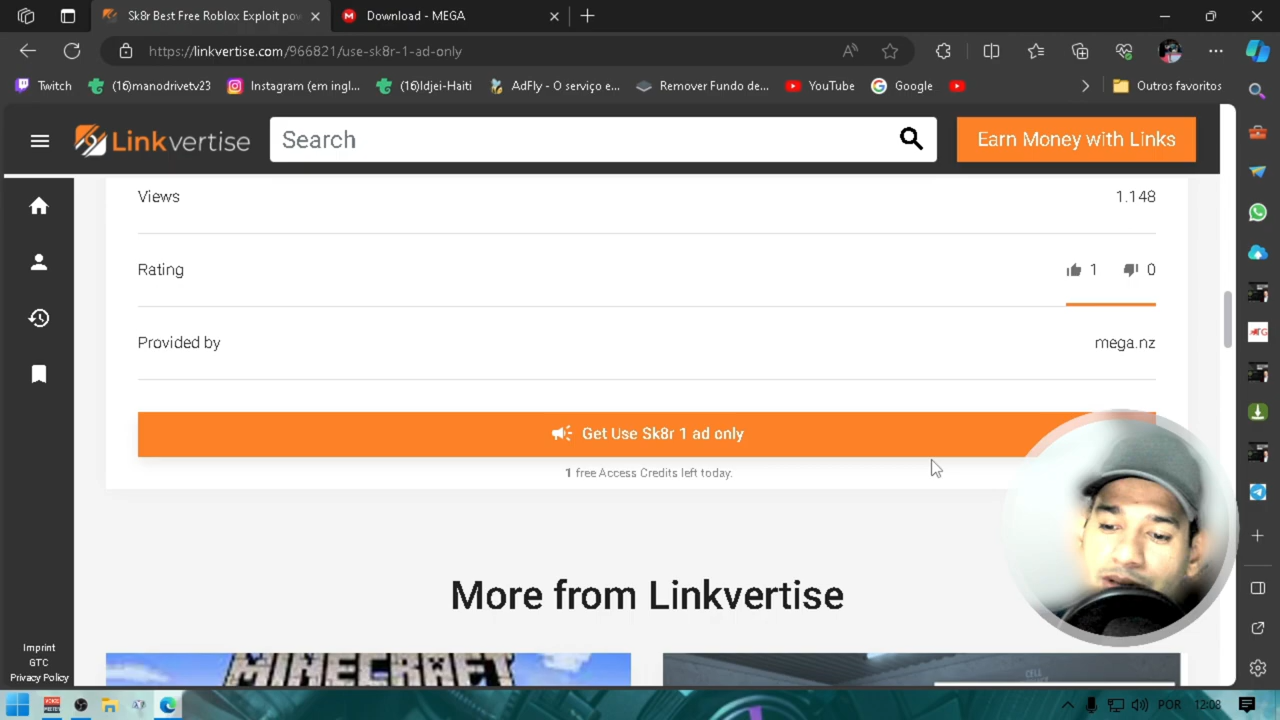 Sk8r Best Free Roblox Exploit pow
Download - MEGA
https://linkvertise.com/966821/use-sk8r-1-ad-only
Twitch
(16)manodrivetv23
Instagram (em ingl...
(16)ldjei-Haiti
AdFly - O serviço e...
Remover Fundo de...
YouTube
Google
Outros favoritos
Linkvertise
Search
Earn Money with Links
Views
1.148
Rating
1
0
Provided by
mega.nz
Get Use Sk8r 1 ad only
1 free Access Credits left today.
More from Linkvertise
MINECRAFT
Imprint
GTC
Privacy Policy
POR
12:08